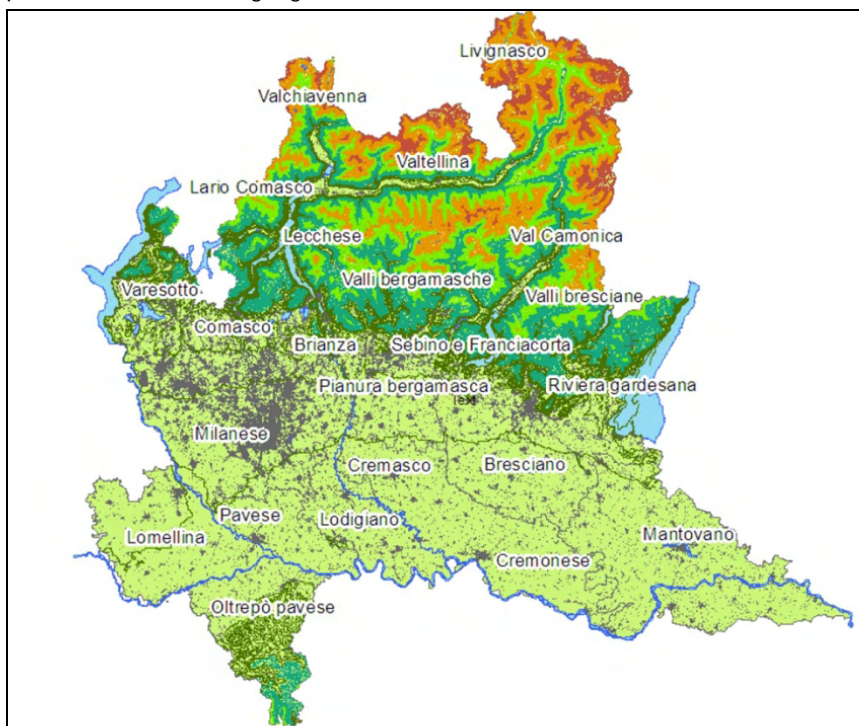 Livignasco
Valchiavenna
Valtellina
Lario Comasco
Lecchese
Val Camonica
Valli bergamasche
Varesotto
Valli bresciane
Comasco
Brianza
Sebino e Franciacorta
Pianura bergamasca
Riviera gardesana
Milanese
Cremasco
Bresciano
Pavese
Lodigiano
Lomellina
Mantovano
Cremonese
Oltrepò pavese